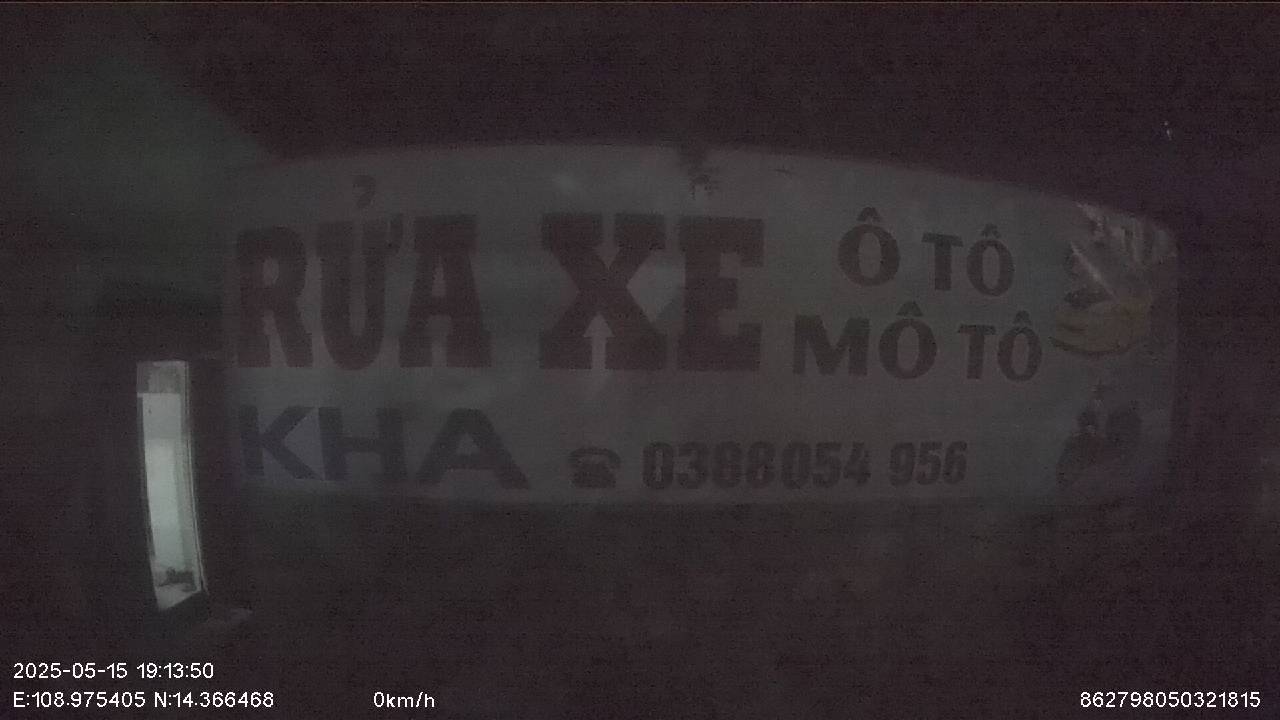 RỬA XE
Ô TÔ
MÔ TÔ
KHA ☎ 0388054 956
2025-05-15 19:13:50
E:108.975405 N:14.366468 0km/h 862798050321815